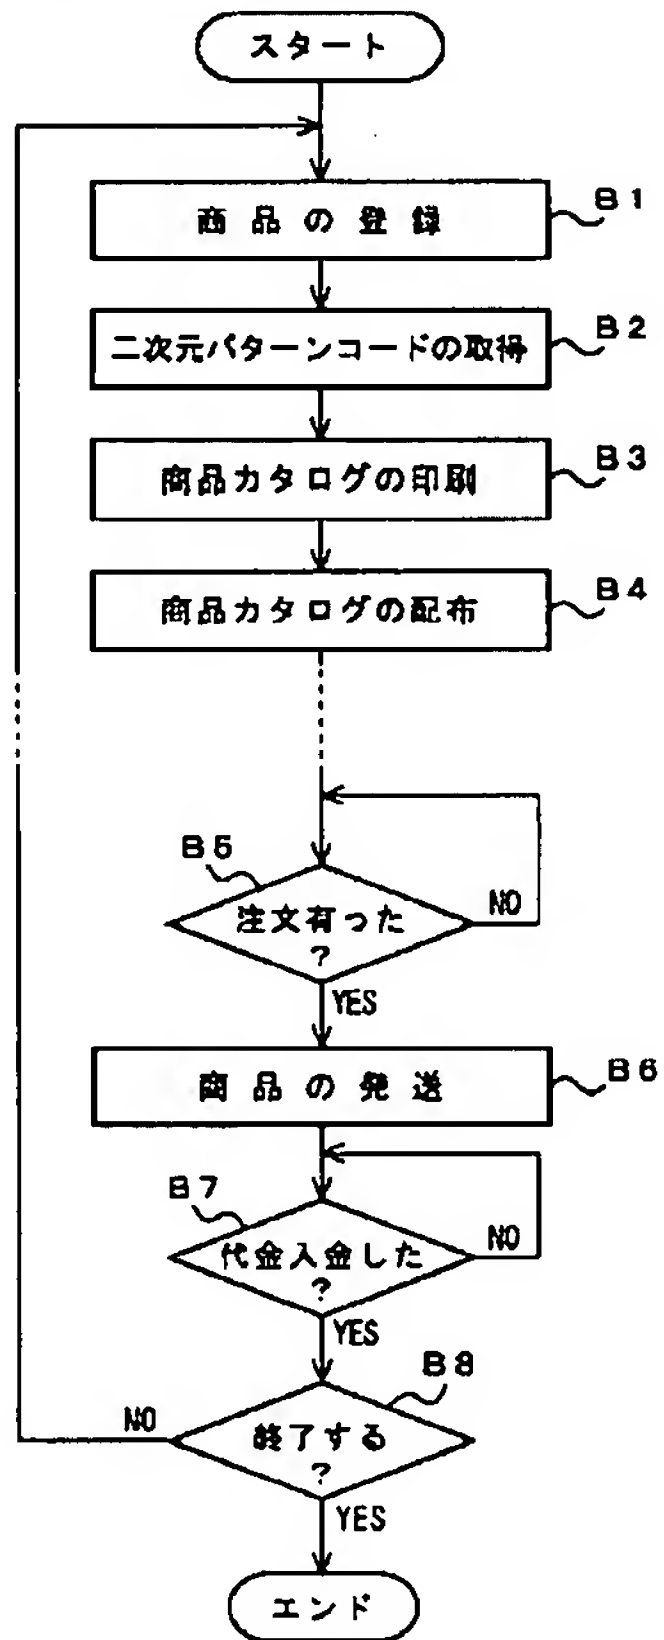 スタート
商品の登録
B1
二次元パターンコードの取得
B2
商品カタログの印刷
B3
商品カタログの配布
B4
B5
注文有った
?
NO
YES
商品の発送
B6
B7
代金入金した
?
NO
YES
B8
終了する
?
NO
YES
エンド